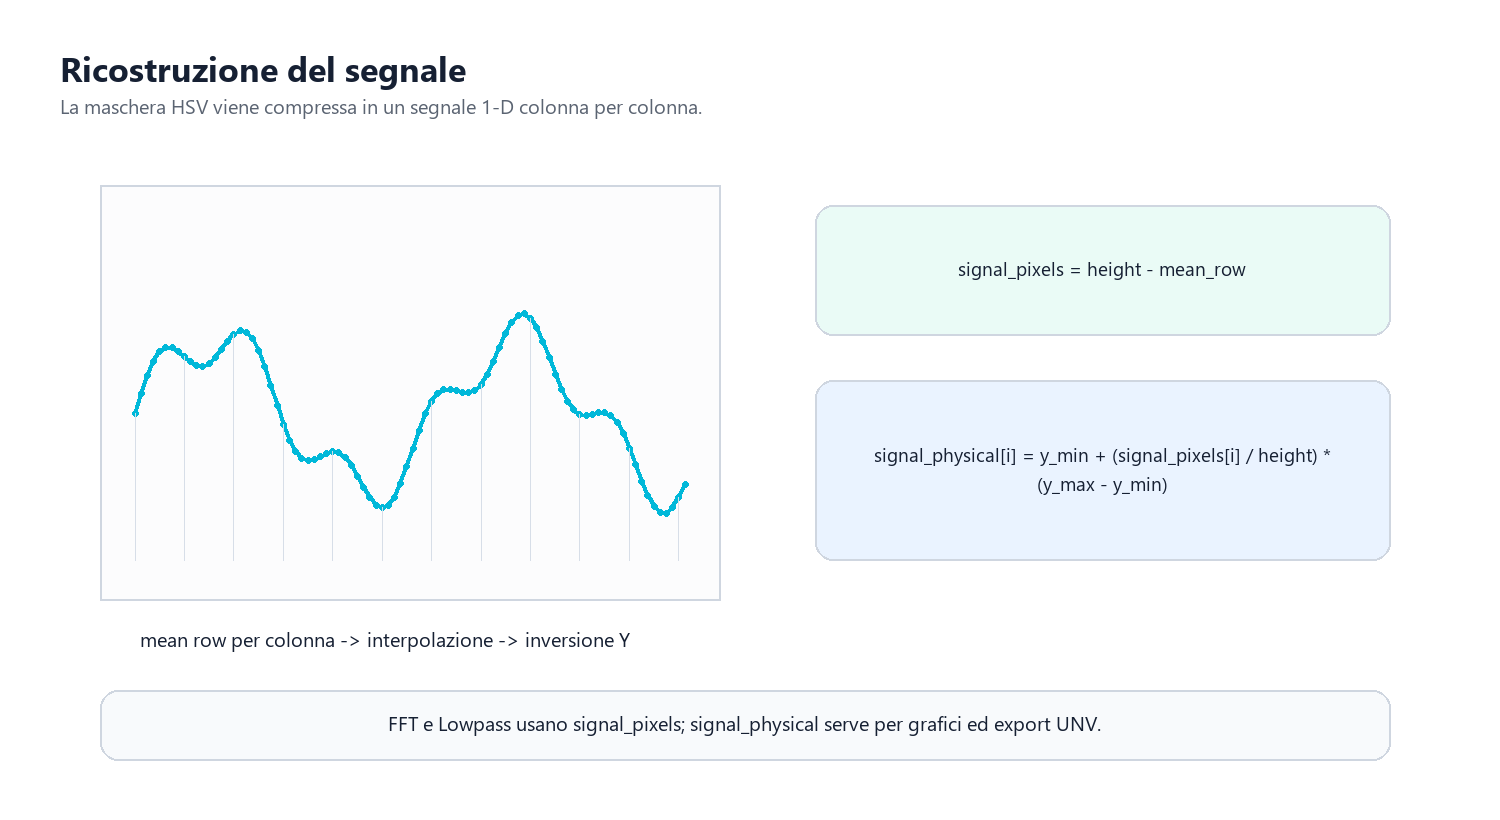 Ricostruzione del segnale
La maschera HSV viene compressa in un segnale 1-D colonna per colonna.
signal_pixels = height - mean_row
signal_physical[i] = y_min + (signal_pixels[i] / height) *
(y_max - y_min)
mean row per colonna -> interpolazione -> inversione Y
FFT e Lowpass usano signal_pixels; signal_physical serve per grafici ed export UNV.